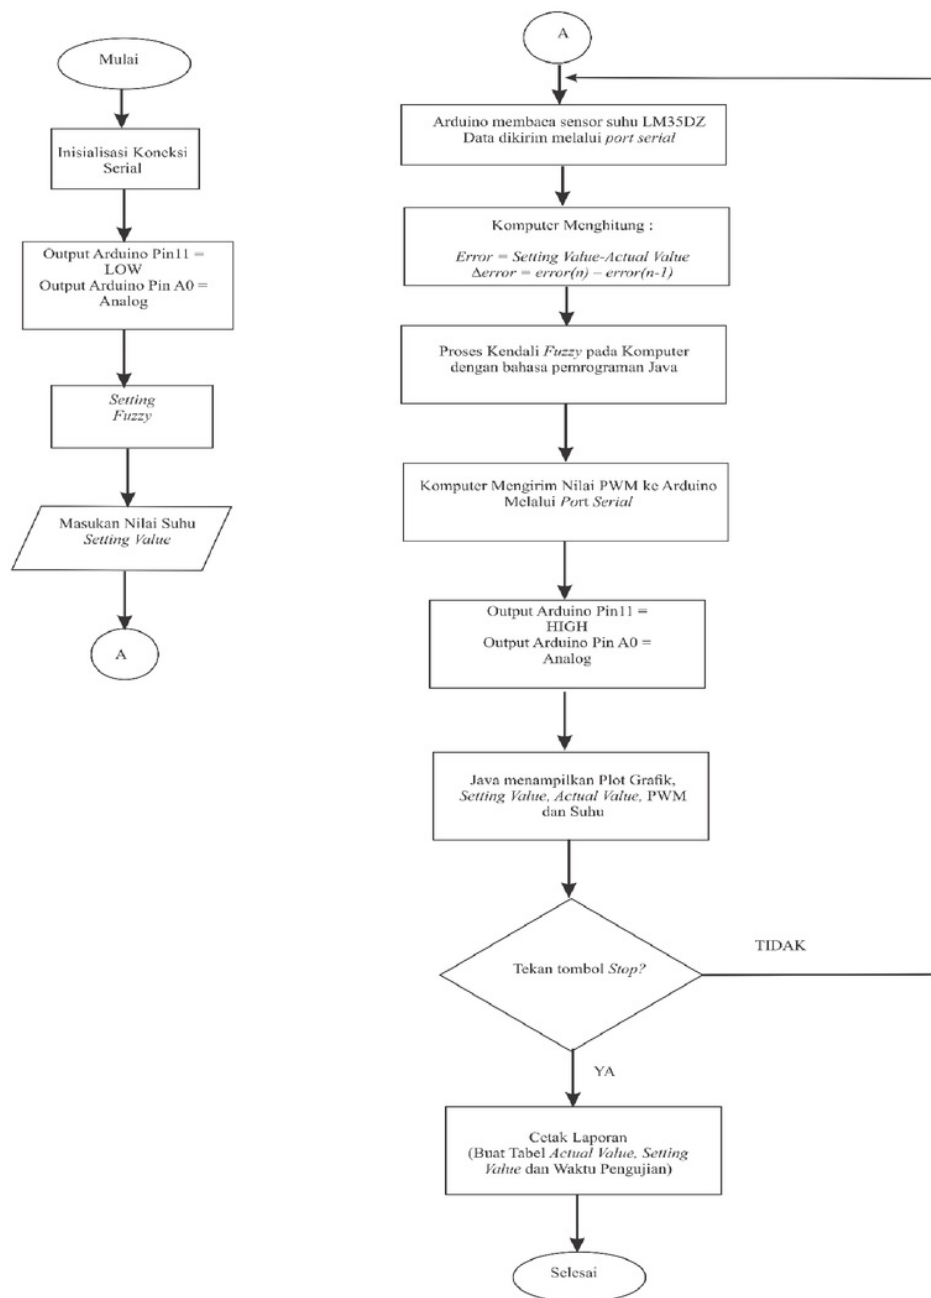 Mulai
Inisialisasi Koneksi
Serial
Output Arduino Pin11 =
LOW
Output Arduino Pin A0 =
Analog
Setting
Fuzzy
Masukan Nilai Suhu
Setting Value
A
A
Arduino membaca sensor suhu LM35DZ
Data dikirim melalui port serial
Komputer Menghitung :
Error = Setting Value-Actual Value
Δerror = error(n) – error(n-1)
Proses Kendali Fuzzy pada Komputer
dengan bahasa pemrograman Java
Komputer Mengirim Nilai PWM ke Arduino
Melalui Port Serial
Output Arduino Pin11 =
HIGH
Output Arduino Pin A0 =
Analog
Java menampilkan Plot Grafik,
Setting Value, Actual Value, PWM
dan Suhu
Tekan tombol Stop?
TIDAK
YA
Cetak Laporan
(Buat Tabel Actual Value, Setting
Value dan Waktu Pengujian)
Selesai